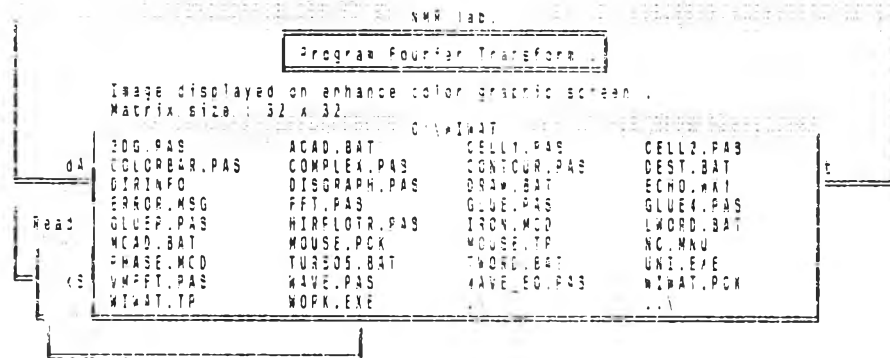 NMR lab.
Program Fourier Transform .
Image displayed on enhance color graphic screen .
Matrix size : 32 x 32
C:\WIWAT
3DG.PAS ACAD.BAT CELL1.PAS CELL2.PAS
dA COLORBAR.PAS COMPLEX.PAS CONTOUR.PAS DEST.BAT t
DIRINFO DISGRAPH.PAS DRAW.BAT ECHO.WK1
ERROR.MSG FFT.PAS GLUE.PAS GLUE4.PAS
Read GLUEP.PAS HIRFLOTR.PAS IRON.MCD LWORD.BAT
MCAD.BAT MOUSE.PCK MOUSE.TP NC.MNU
PHASE.MCD TURBO5.BAT TWORD.BAT UNI.EXE
kS VMFFT.PAS WAVE.PAS WAVE_EQ.PAS WIWAT.PCK
WIWAT.TP WORK.EXE .\ ..\